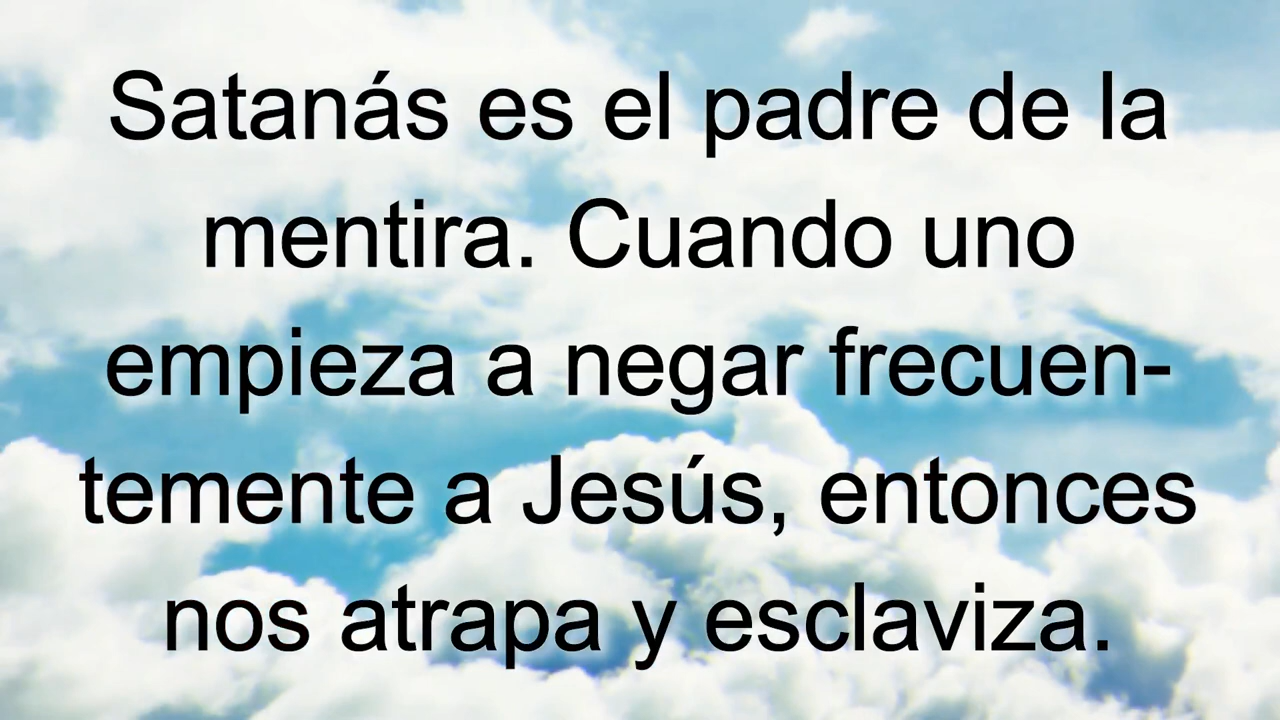 Satanás es el padre de la
mentira. Cuando uno
empieza a negar frecuen-
temente a Jesús, entonces
nos atrapa y esclaviza.